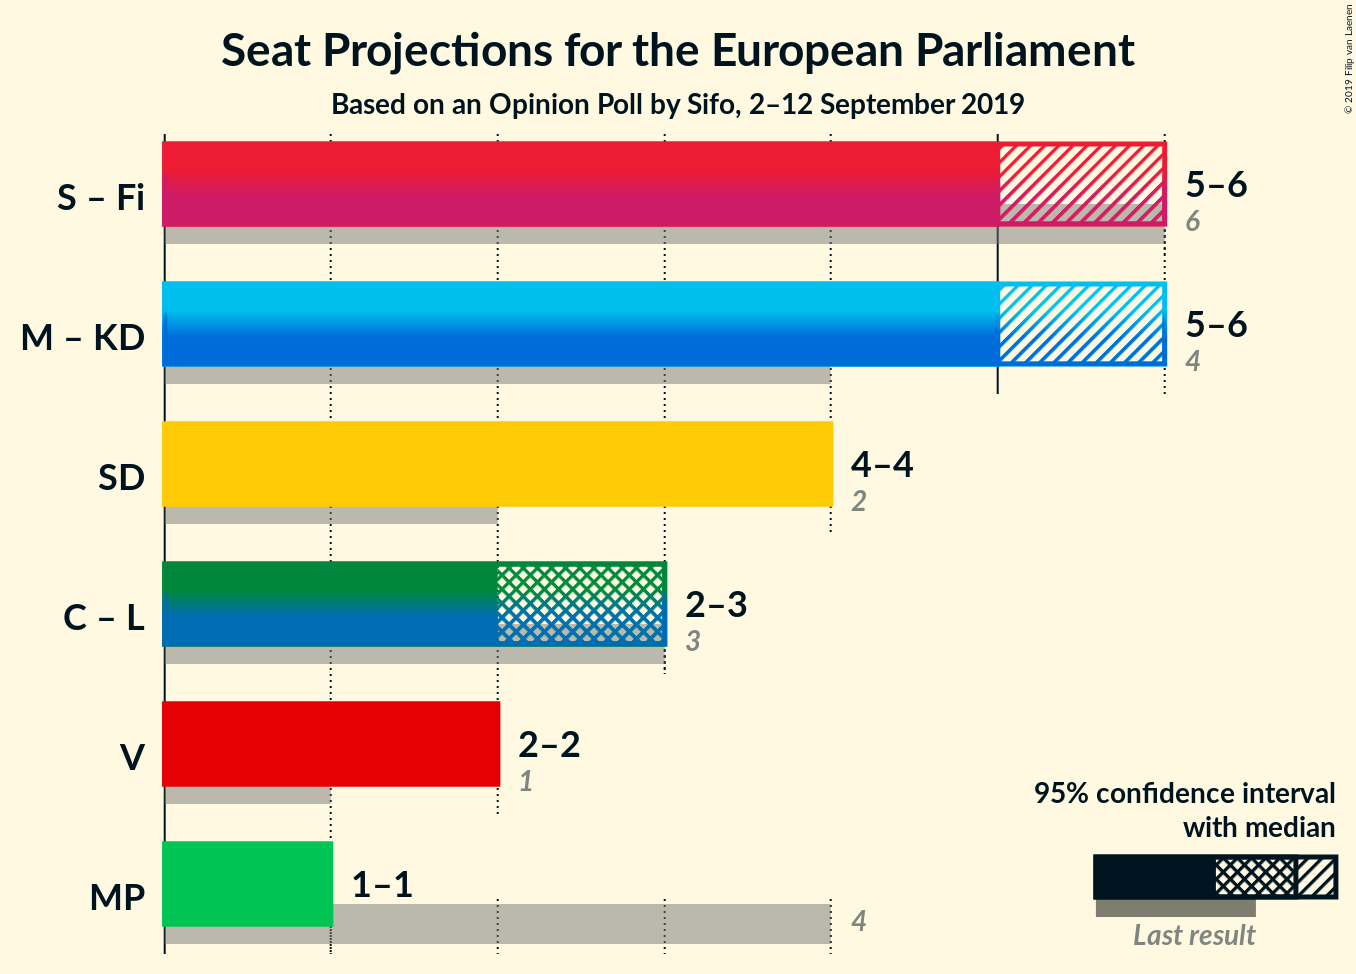 Seat Projections for the European Parliament
Based on an Opinion Poll by Sifo, 2–12 September 2019
© 2019 Filip van Laenen
S – Fi
5–6
6
M – KD
5–6
4
SD
4–4
2
C – L
2–3
3
V
2–2
1
MP
1–1
4
95% confidence interval
with median
Last result